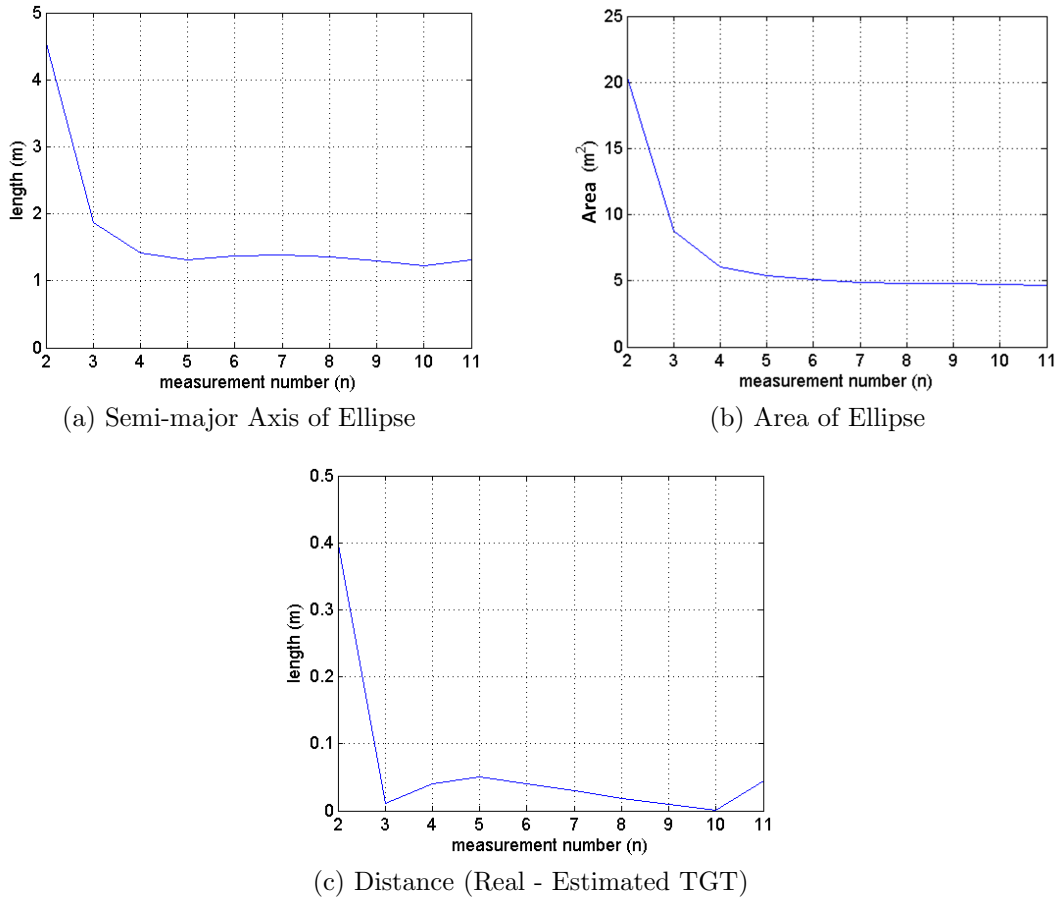 5
4
3
2
1
0
length (m)
2 3 4 5 6 7 8 9 10 11
measurement number (n)
(a) Semi-major Axis of Ellipse
25
20
15
10
5
0
Area (m²)
2 3 4 5 6 7 8 9 10 11
measurement number (n)
(b) Area of Ellipse
0.5
0.4
0.3
0.2
0.1
0
length (m)
2 3 4 5 6 7 8 9 10 11
measurement number (n)
(c) Distance (Real - Estimated TGT)